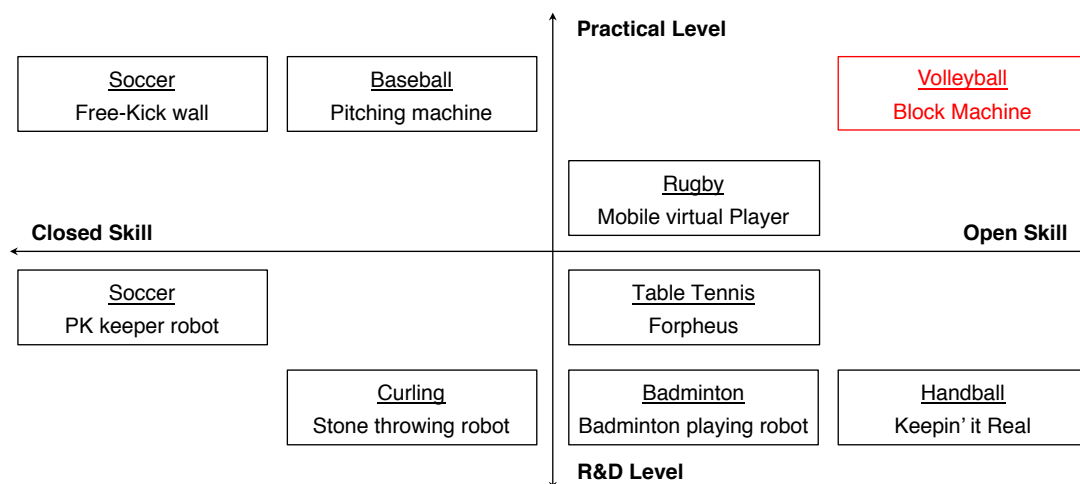 Practical Level
Soccer
Free-Kick wall
Baseball
Pitching machine
Volleyball
Block Machine
Rugby
Mobile virtual Player
Closed Skill
Open Skill
Soccer
PK keeper robot
Table Tennis
Forpheus
Curling
Stone throwing robot
Badminton
Badminton playing robot
Handball
Keepin’ it Real
R&D Level